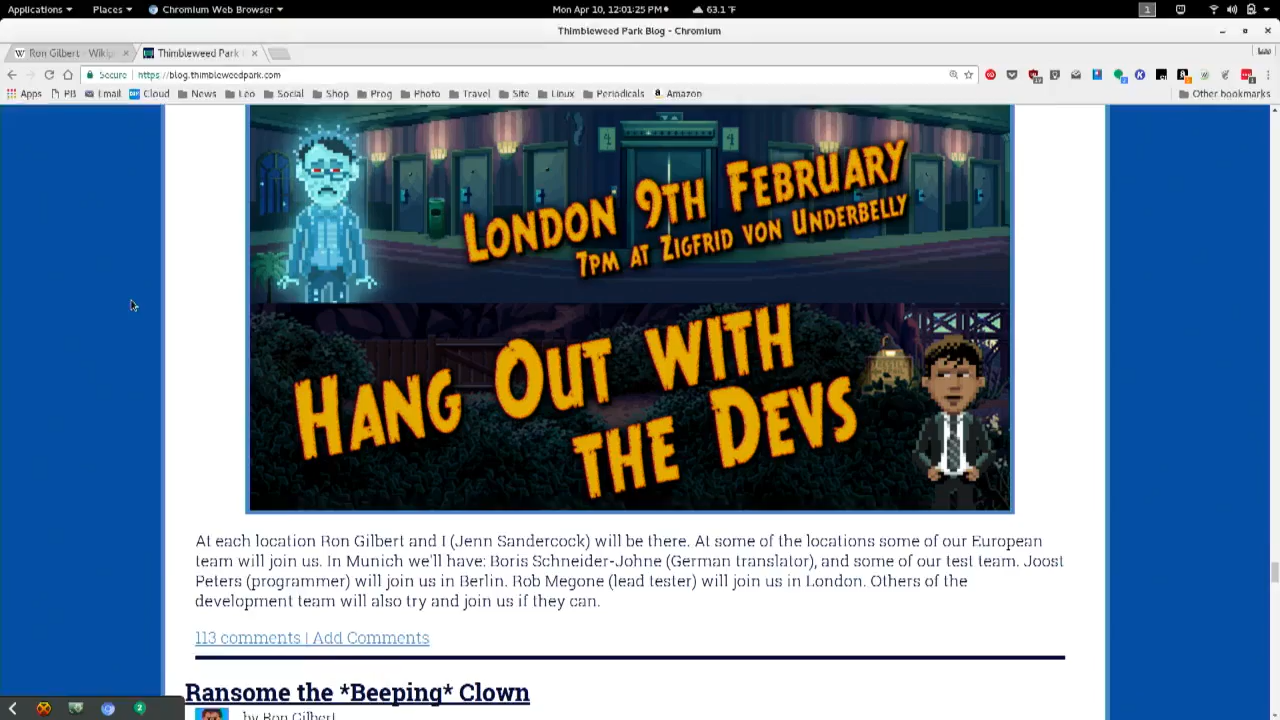 Applications
Places
Chromium Web Browser
Mon Apr 10, 12:01:25 PM
63.1 °F
1
Thimbleweed Park Blog - Chromium
Ron Gilbert - Wikip
Thimbleweed Park
Secure
https://blog.thimbleweedpark.com
Apps
PB
Email
Cloud
News
Leo
Social
Shop
Prog
Photo
Travel
Site
Linux
Periodicals
Amazon
Other bookmarks
4
4
LONDON 9TH FEBRUARY
7PM AT ZIGFRID VON UNDERBELLY
HANG OUT WITH
THE DEVS
At each location Ron Gilbert and I (Jenn Sandercock) will be there. At some of the locations some of our European
team will join us. In Munich we'll have: Boris Schneider-Johne (German translator), and some of our test team. Joost
Peters (programmer) will join us in Berlin. Rob Megone (lead tester) will join us in London. Others of the
development team will also try and join us if they can.
113 comments | Add Comments
Ransome the *Beeping* Clown
by Ron Gilbert